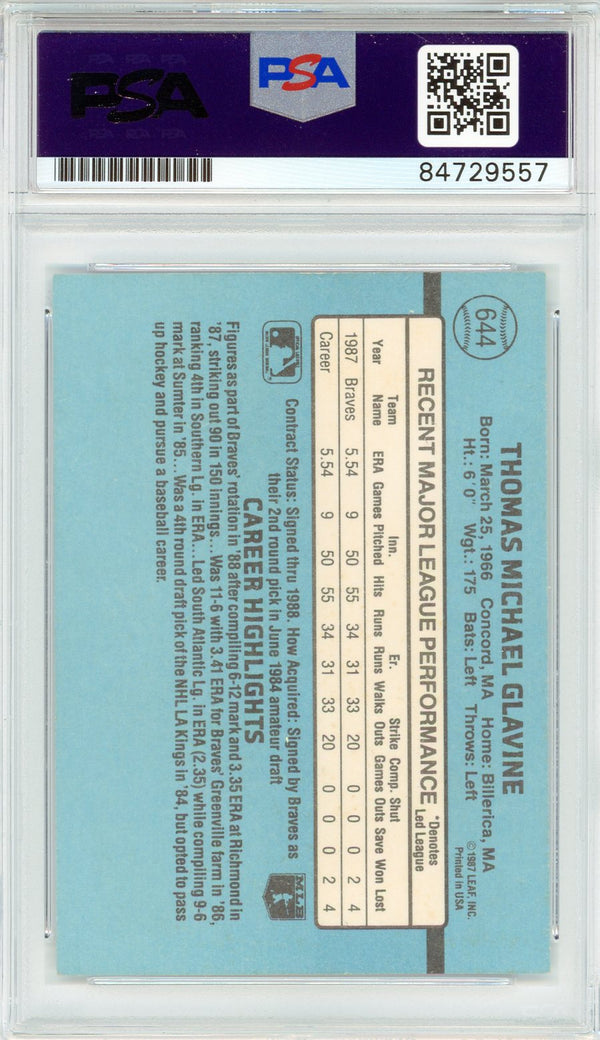 PSA
PSA
84729557
644
THOMAS MICHAEL GLAVINE
Born: March 25, 1966 Concord, MA Home: Billerica, MA
Ht.: 6'0" Wgt.: 175 Bats: Left Throws: Left
© 1987 LEAF, INC.
Printed in USA
RECENT MAJOR LEAGUE PERFORMANCE *Denotes Led League
Year Team Name ERA Games Inn. Pitched Hits Runs Er. Runs Walks Strike Outs Comp. Games Shut Outs Save Won Lost
1987 Braves 5.54 9 50 55 34 31 33 20 0 0 0 2 4
Career 5.54 9 50 55 34 31 33 20 0 0 0 2 4
Contract Status: Signed thru 1988. How Acquired: Signed by Braves as
their 2nd round pick in June 1984 amateur draft
MLB
CAREER HIGHLIGHTS
Figures as part of Braves' rotation in '88 after compiling 6-12 mark and 3.35 ERA at Richmond in
'87, striking out 90 in 150 innings... Was 11-6 with 3.41 ERA for Braves' Greenville farm in '86,
ranking 4th in Southern Lg. in ERA... Led South Atlantic Lg. in ERA (2.35) while compiling 9-6
mark at Sumter in '85... Was a 4th round draft pick of the NHL LA Kings in '84, but opted to pass
up hockey and pursue a baseball career.